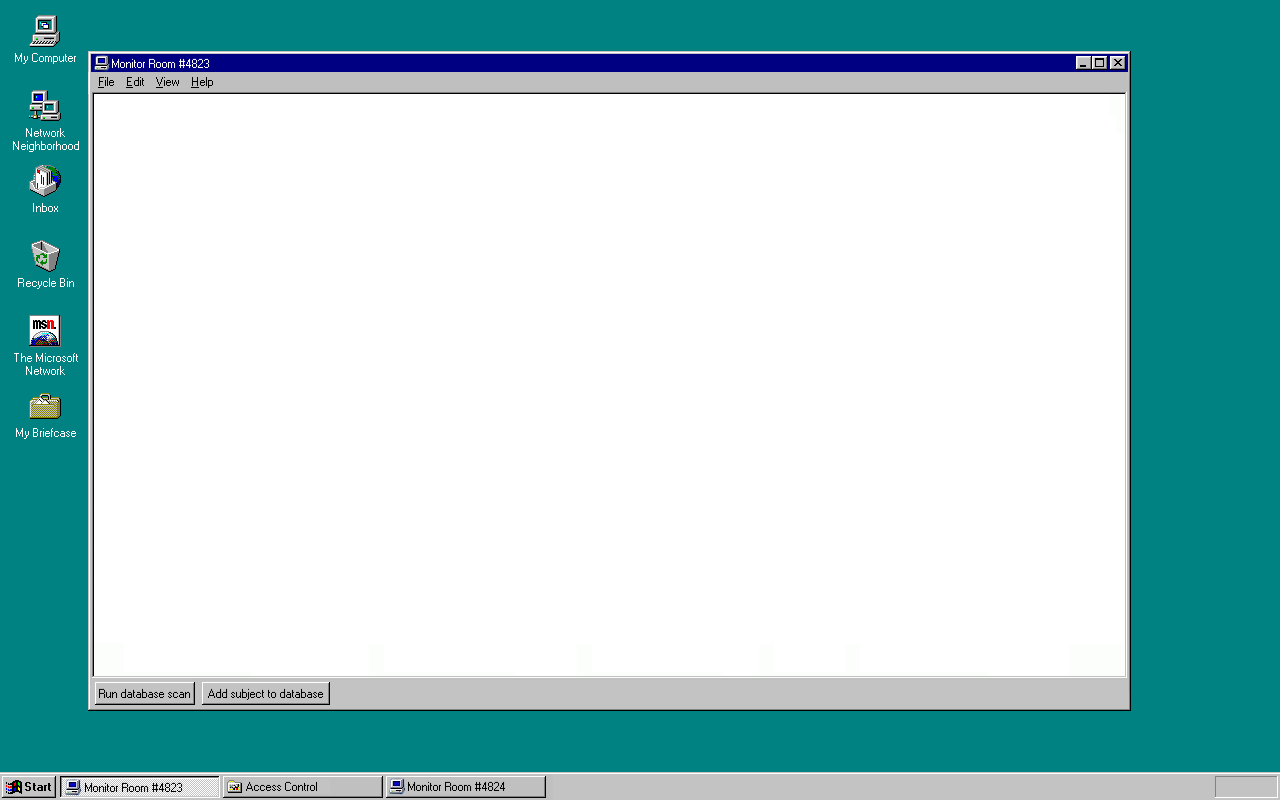 My Computer
Network
Neighborhood
Inbox
Recycle Bin
msn.
The Microsoft
Network
My Briefcase
Monitor Room #4823
File Edit View Help
Run database scan Add subject to database
Start Monitor Room #4823 Access Control Monitor Room #4824